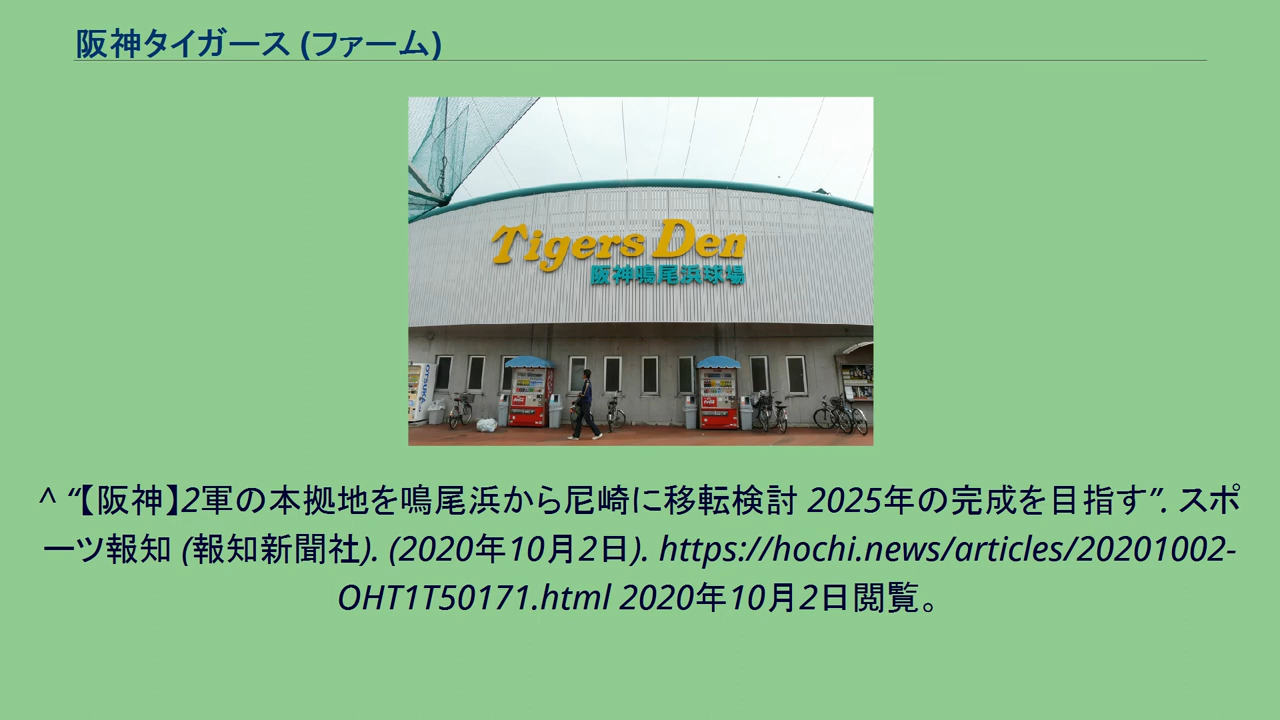 阪神タイガース (ファーム)
Tigers Den
阪神鳴尾浜球場
OTSUKA
^ “【阪神】2軍の本拠地を鳴尾浜から尼崎に移転検討 2025年の完成を目指す”. スポ
ーツ報知 (報知新聞社). (2020年10月2日). https://hochi.news/articles/20201002-
OHT1T50171.html 2020年10月2日閲覧。